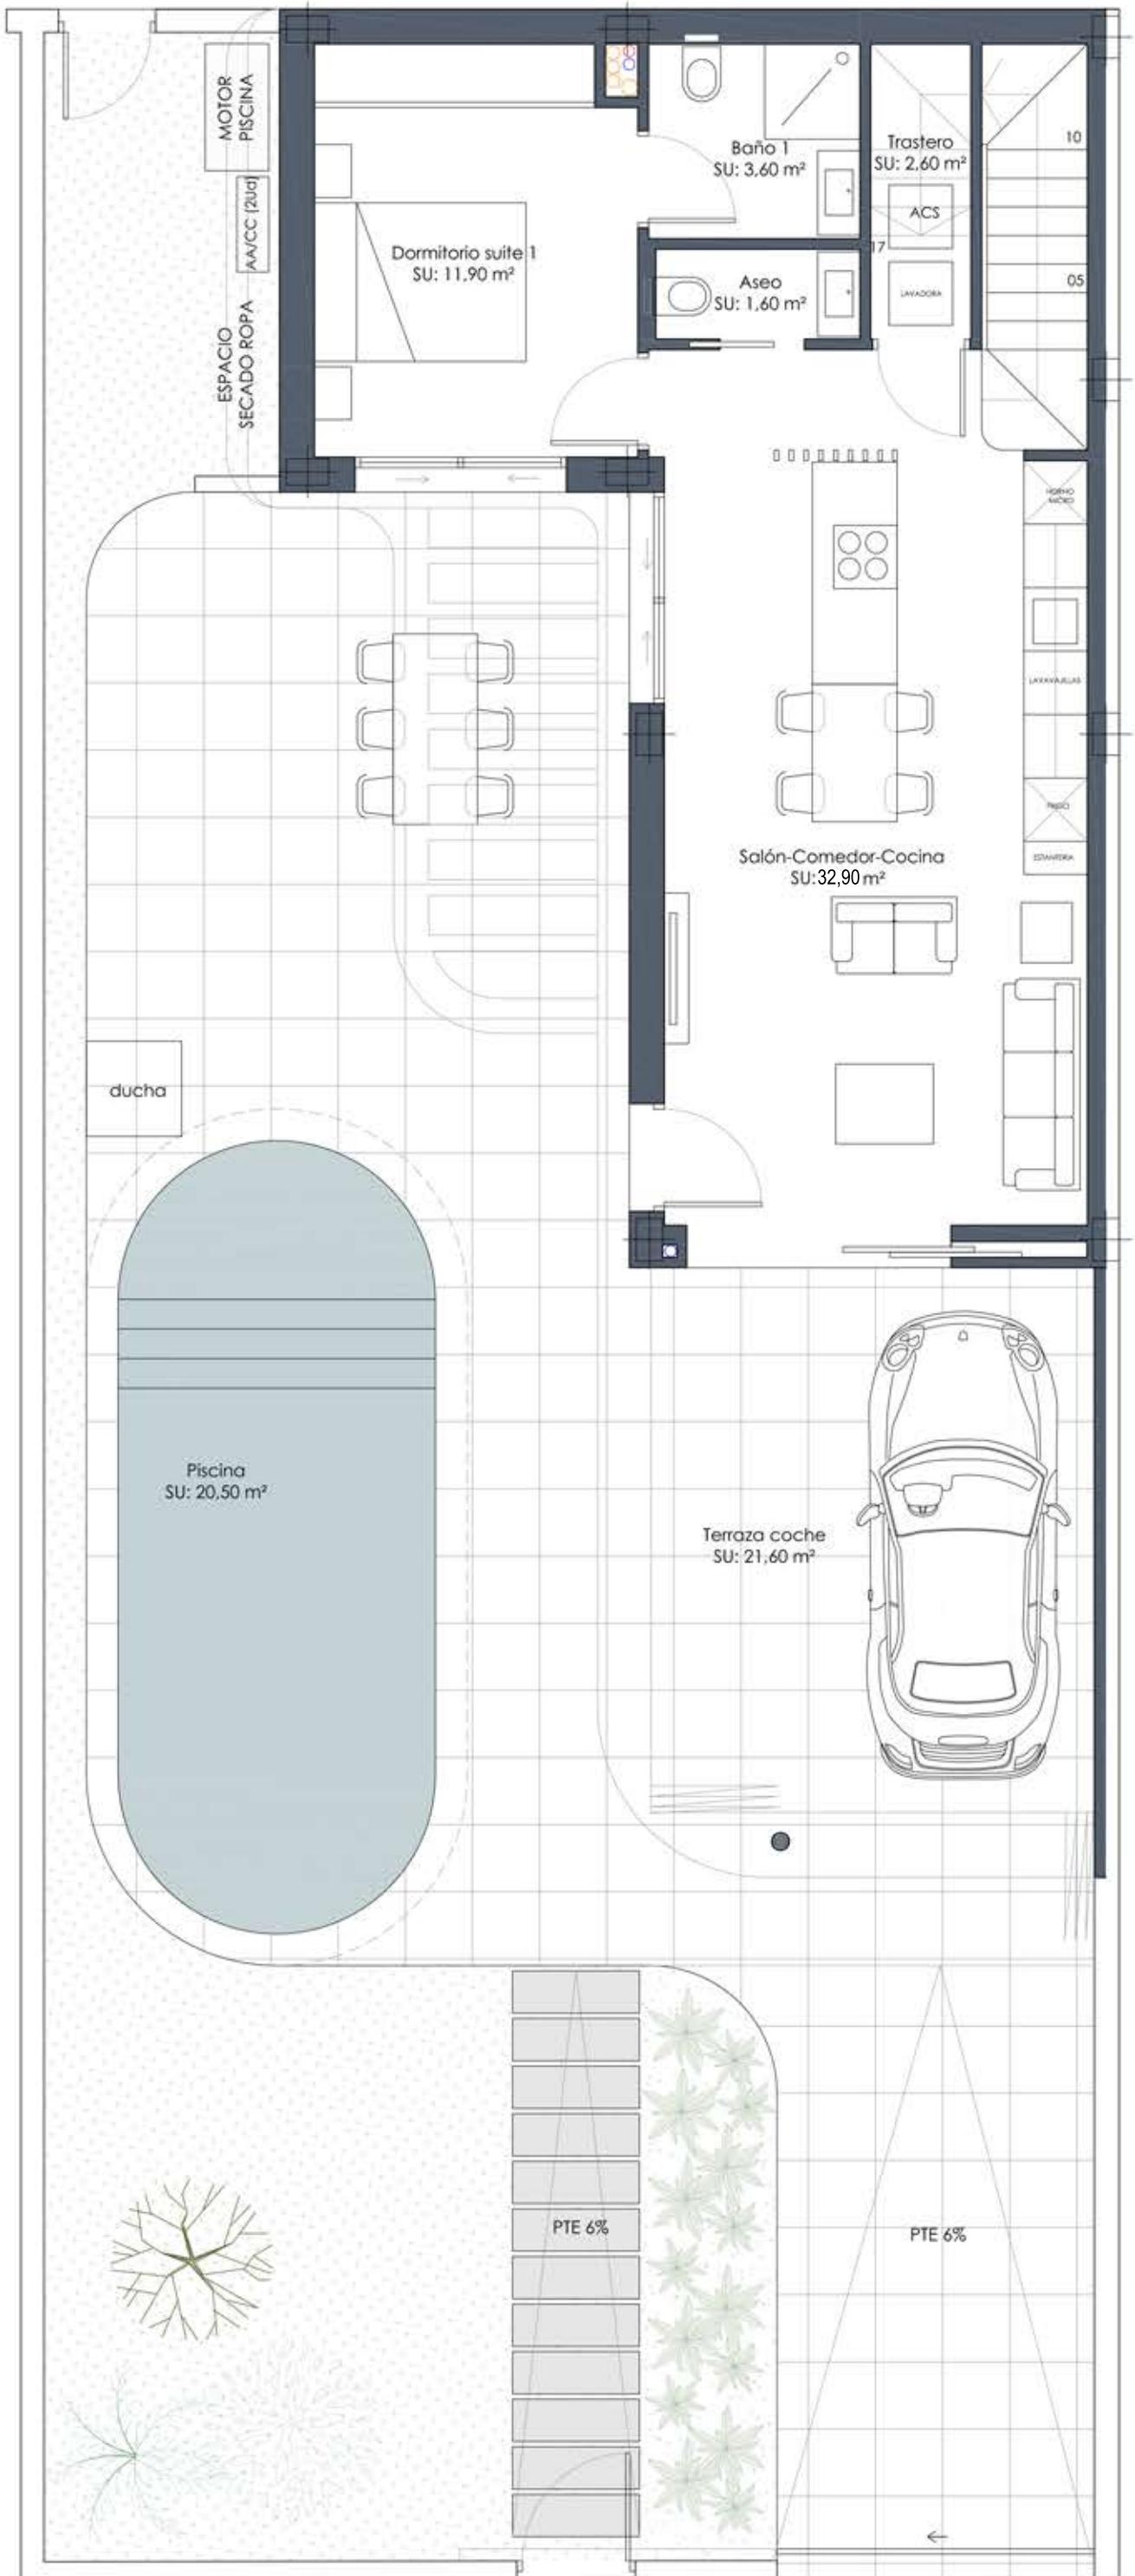 MOTOR
PISCINA
AA/CC (2Ud)
ESPACIO
SECADO ROPA
Dormitorio suite 1
SU: 11,90 m²
Baño 1
SU: 3,60 m²
Trastero
SU: 2,60 m²
ACS
17
LAVADORA
Aseo
SU: 1,60 m²
10
05
HORNO
MICRO
LAVAVAJILLAS
FRIGO
ESTANTERIA
Salón-Comedor-Cocina
SU:32,90 m²
ducha
Piscina
SU: 20,50 m²
Terraza coche
SU: 21,60 m²
PTE 6%
PTE 6%